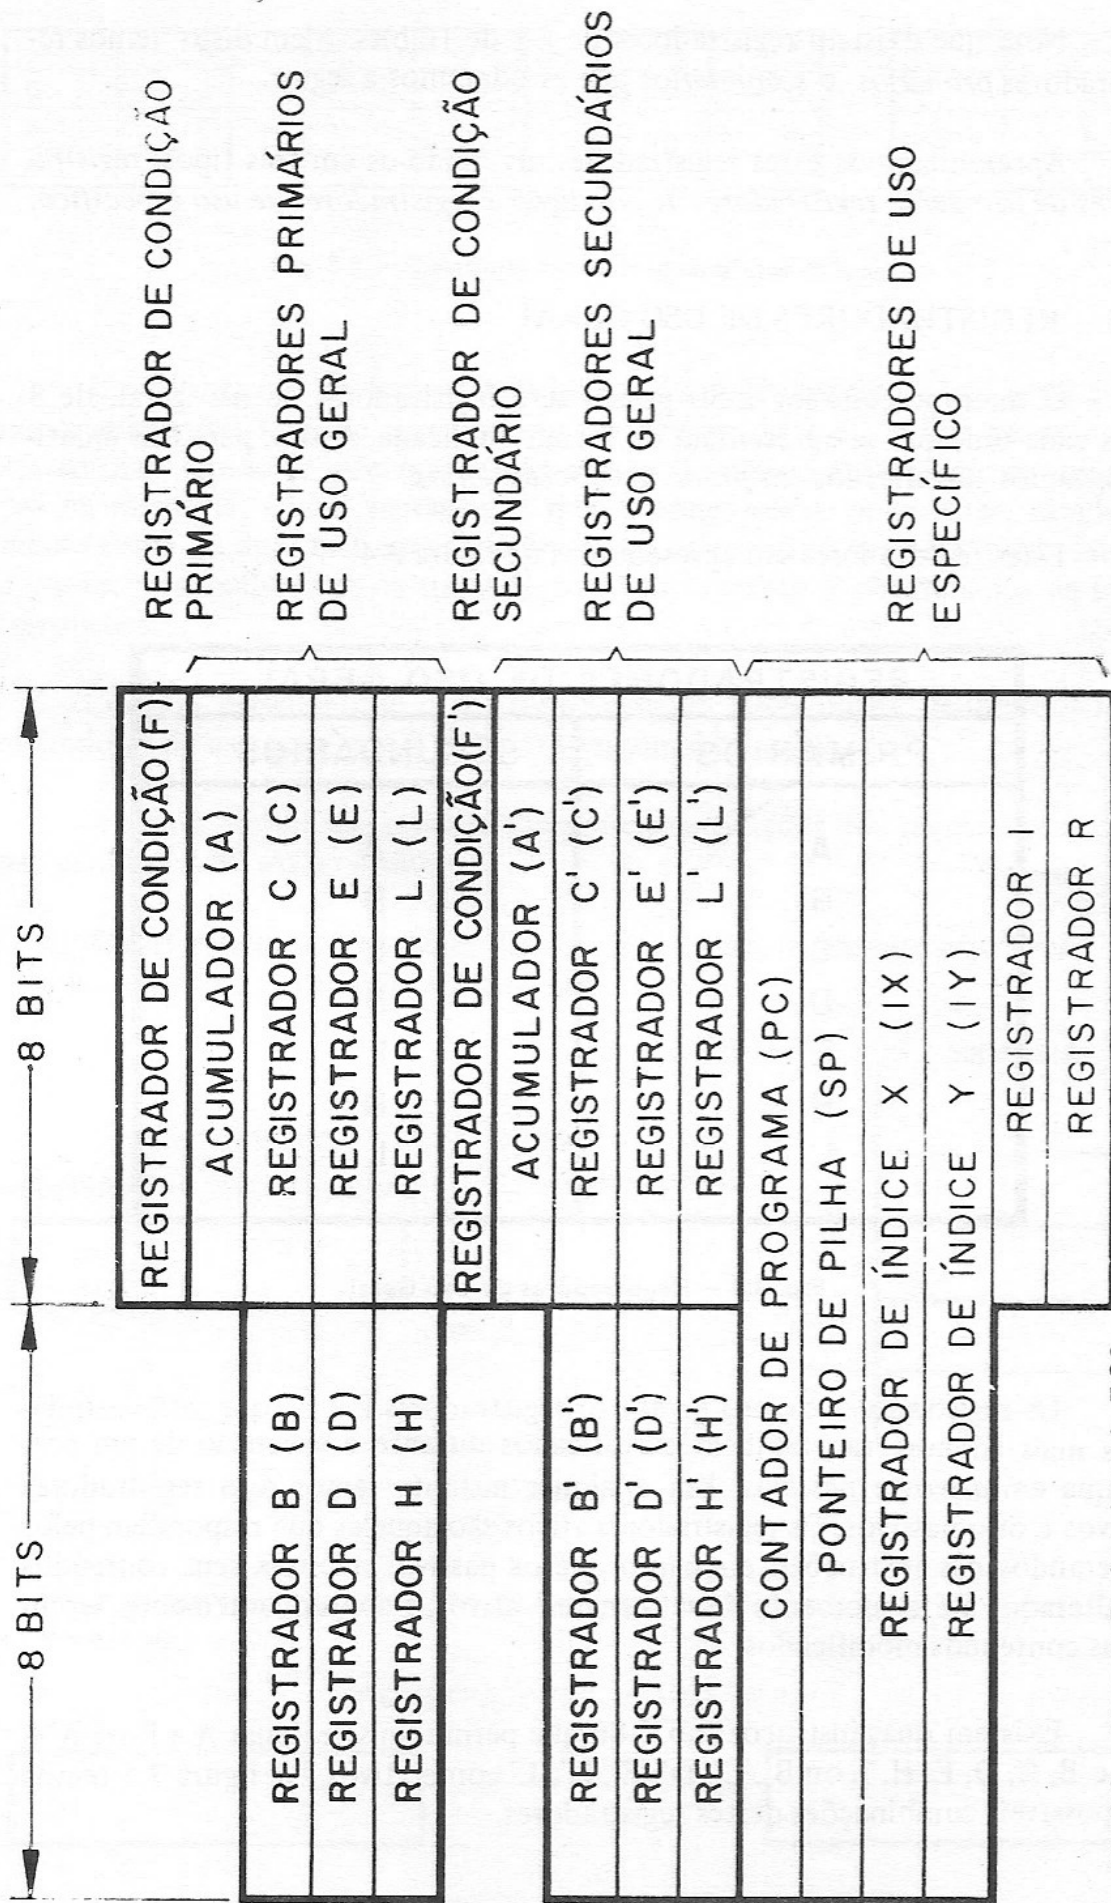 8 BITS
8 BITS
REGISTRADOR DE CONDIÇÃO(F)
REGISTRADOR DE CONDIÇÃO
PRIMÁRIO
ACUMULADOR (A)
REGISTRADOR B (B)
REGISTRADOR C (C)
REGISTRADOR D (D)
REGISTRADOR E (E)
REGISTRADOR H (H)
REGISTRADOR L (L)
REGISTRADORES PRIMÁRIOS
DE USO GERAL
REGISTRADOR DE CONDIÇÃO(F')
REGISTRADOR DE CONDIÇÃO
SECUNDÁRIO
ACUMULADOR (A')
REGISTRADOR B' (B')
REGISTRADOR C' (C')
REGISTRADOR D' (D')
REGISTRADOR E' (E')
REGISTRADOR H' (H')
REGISTRADOR L' (L')
REGISTRADORES SECUNDÁRIOS
DE USO GERAL
CONTADOR DE PROGRAMA (PC)
PONTEIRO DE PILHA (SP)
REGISTRADOR DE ÍNDICE X (IX)
REGISTRADOR DE ÍNDICE Y (IY)
REGISTRADOR I
REGISTRADOR R
REGISTRADORES DE USO
ESPECÍFICO